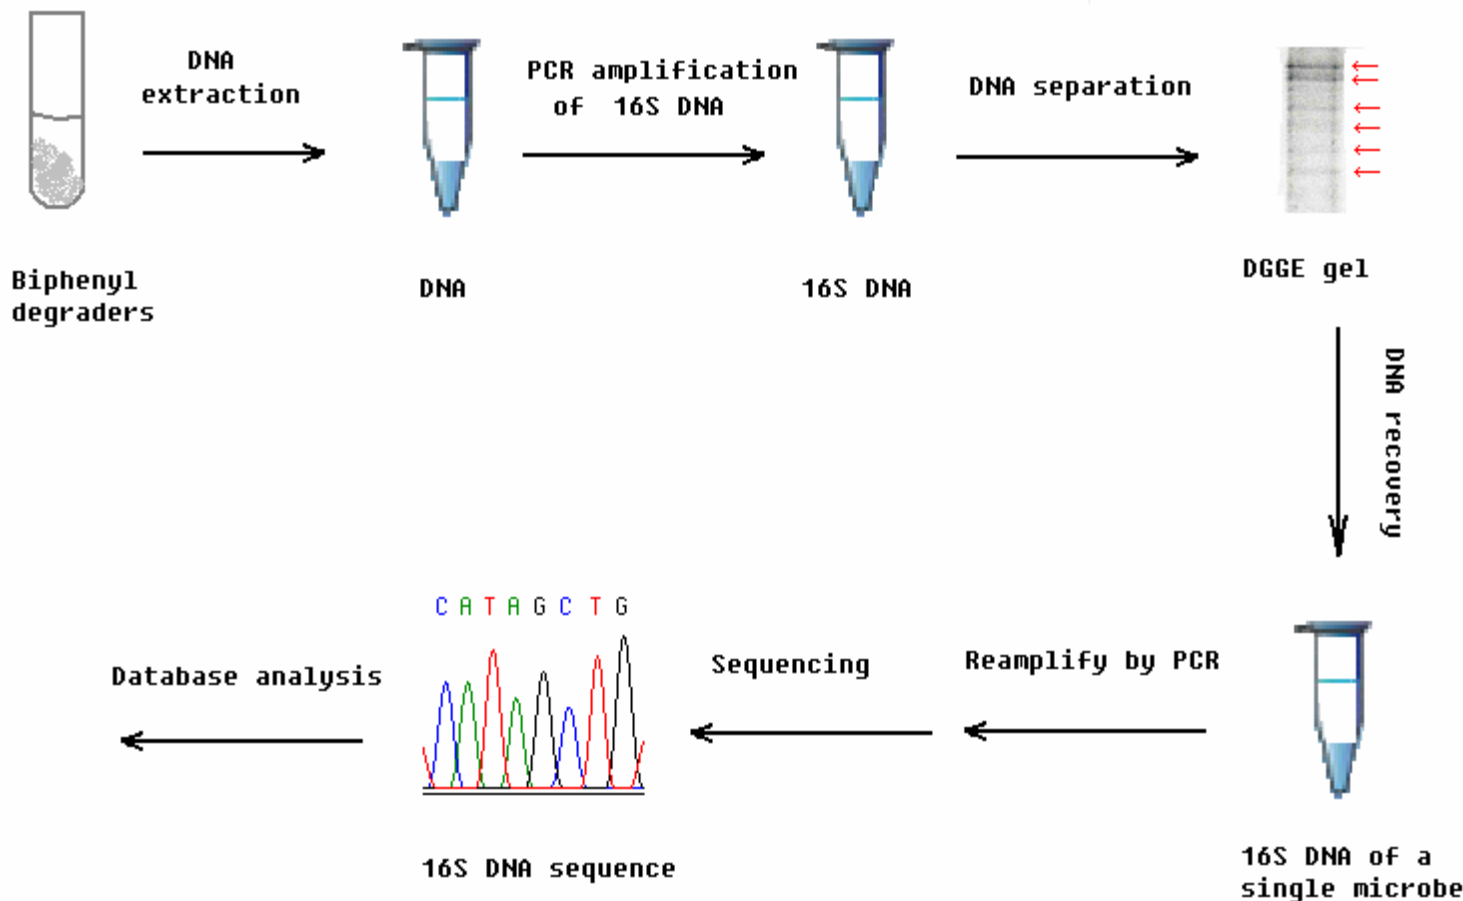 DNA
extraction
PCR amplification
of 16S DNA
DNA separation
Biphenyl
degraders
DNA
16S DNA
DGGE gel
DNA recovery
C A T A G C T G
Database analysis
Sequencing
Reamplify by PCR
16S DNA sequence
16S DNA of a
single microbe